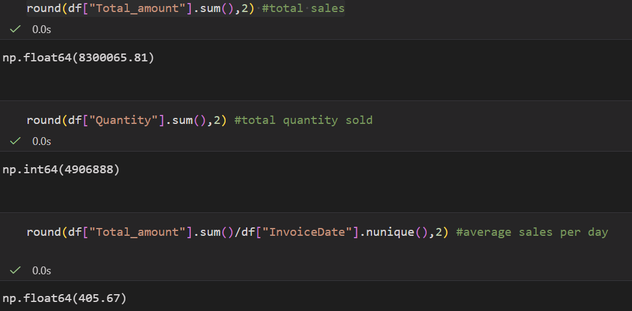 round(df["Total_amount"].sum(),2) #total sales
0.0s
np.float64(8300065.81)
round(df["Quantity"].sum(),2) #total quantity sold
0.0s
np.int64(4906888)
round(df["Total_amount"].sum()/df["InvoiceDate"].nunique(),2) #average sales per day
0.0s
np.float64(405.67)